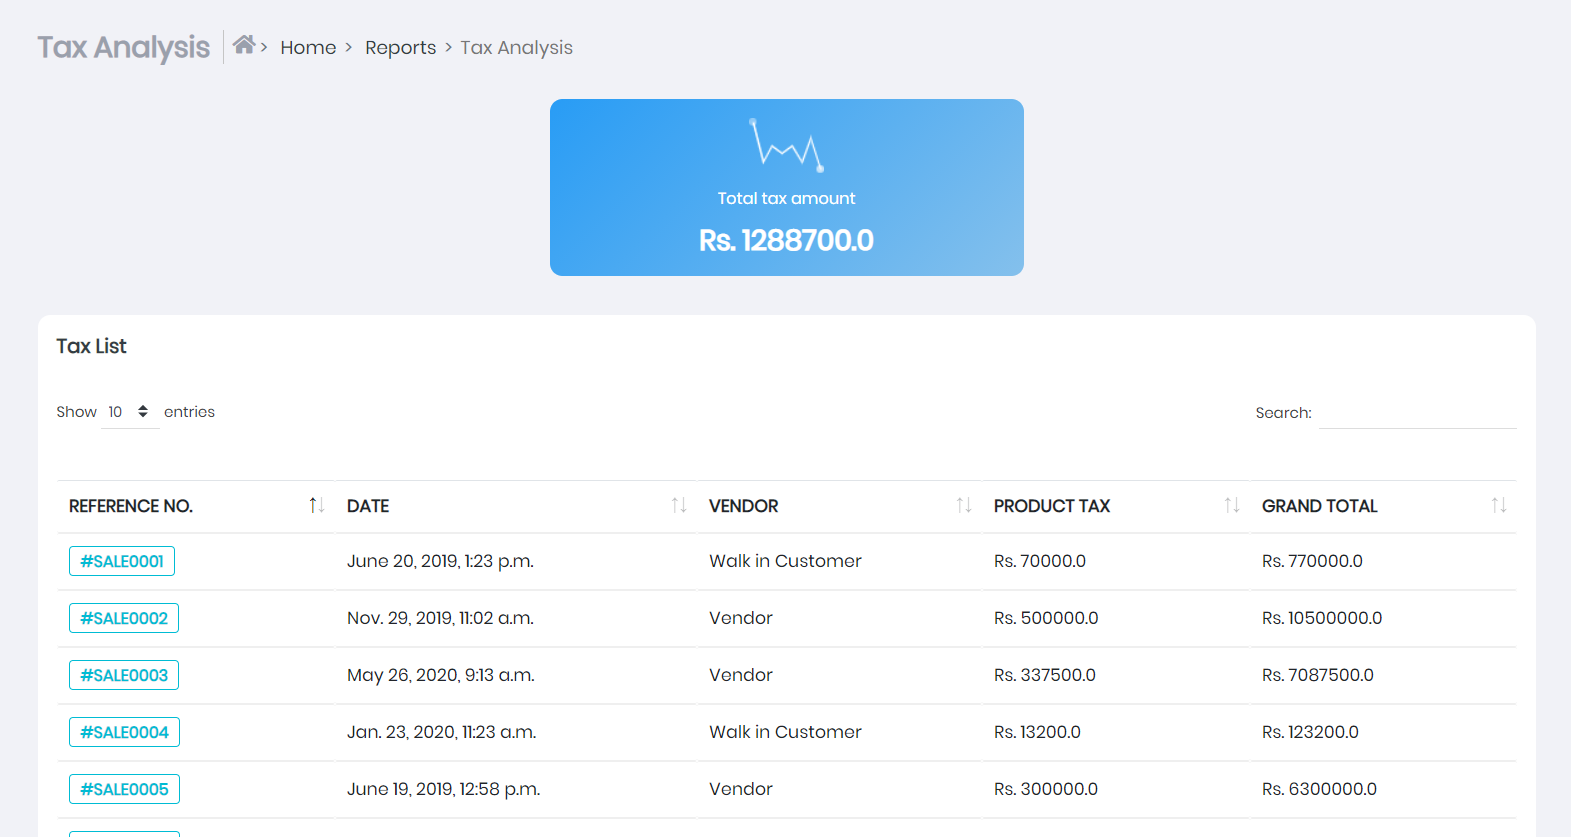 Tax Analysis > Home > Reports > Tax Analysis
Total tax amount
Rs. 1288700.0
Tax List
Show 10 entries Search:
REFERENCE NO. DATE VENDOR PRODUCT TAX GRAND TOTAL
#SALE0001 June 20, 2019, 1:23 p.m. Walk in Customer Rs. 70000.0 Rs. 770000.0
#SALE0002 Nov. 29, 2019, 11:02 a.m. Vendor Rs. 500000.0 Rs. 10500000.0
#SALE0003 May 26, 2020, 9:13 a.m. Vendor Rs. 337500.0 Rs. 7087500.0
#SALE0004 Jan. 23, 2020, 11:23 a.m. Walk in Customer Rs. 13200.0 Rs. 123200.0
#SALE0005 June 19, 2019, 12:58 p.m. Vendor Rs. 300000.0 Rs. 6300000.0